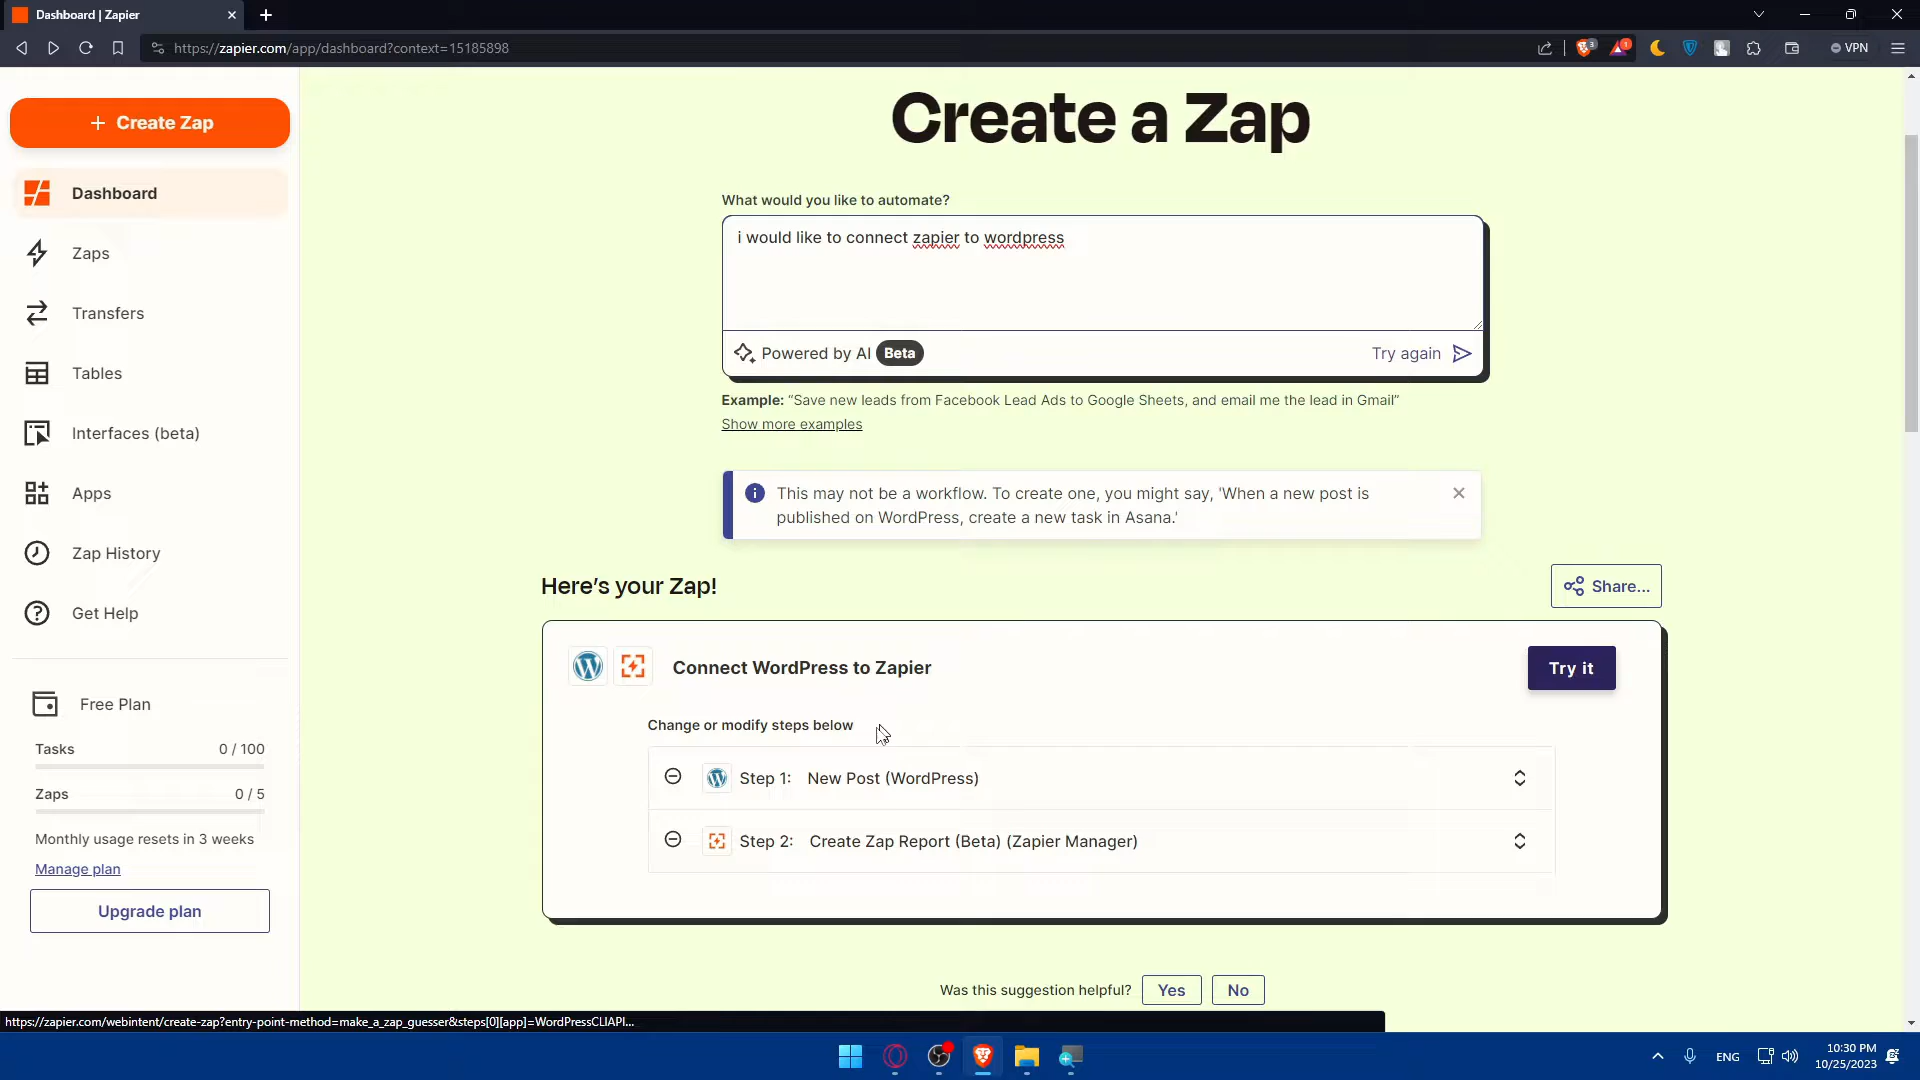 Dashboard | Zapier
https://zapier.com/app/dashboard?context=15185898
VPN
Create Zap
Dashboard
Zaps
Transfers
Tables
Interfaces (beta)
Apps
Zap History
Get Help
Free Plan
Tasks 0 / 100
Zaps 0 / 5
Monthly usage resets in 3 weeks
Manage plan
Upgrade plan
Create a Zap
What would you like to automate?
i would like to connect zapier to wordpress
Powered by AI Beta
Try again
Example: “Save new leads from Facebook Lead Ads to Google Sheets, and email me the lead in Gmail”
Show more examples
This may not be a workflow. To create one, you might say, 'When a new post is
published on WordPress, create a new task in Asana.'
Here’s your Zap!
Share...
Connect WordPress to Zapier
Try it
Change or modify steps below
Step 1: New Post (WordPress)
Step 2: Create Zap Report (Beta) (Zapier Manager)
Was this suggestion helpful? Yes No
https://zapier.com/webintent/create-zap?entry-point-method=make_a_zap_guesser&steps[0][app]=WordPressCLIAPI...
ENG
10:30 PM
10/25/2023